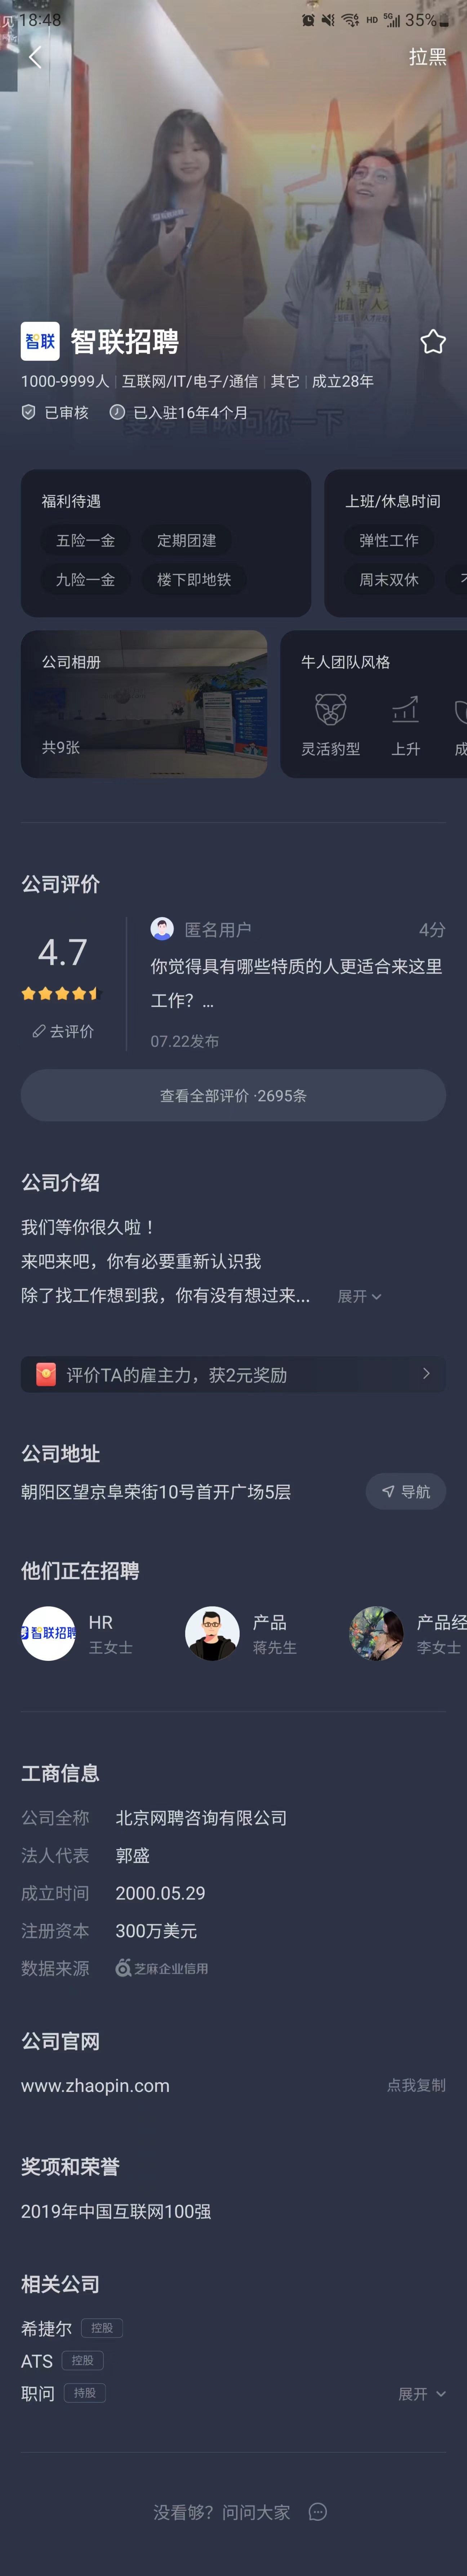 18:48
HD 5G 35%
拉黑
智联
智联招聘
1000-9999人 | 互联网/IT/电子/通信 | 其它 | 成立28年
已审核 已入驻16年4个月
福利待遇
五险一金 定期团建
九险一金 楼下即地铁
上班/休息时间
弹性工作
周末双休
公司相册
共9张
牛人团队风格
灵活豹型 上升
公司评价
4.7
去评价
匿名用户 4分
你觉得具有哪些特质的人更适合来这里
工作？...
07.22发布
查看全部评价 ·2695条
公司介绍
我们等你很久啦！
来吧来吧，你有必要重新认识我
除了找工作想到我，你有没有想过来... 展开
评价TA的雇主力，获2元奖励
公司地址
朝阳区望京阜荣街10号首开广场5层 导航
他们正在招聘
智联招聘
HR
王女士
产品
蒋先生
产品经
李女士
工商信息
公司全称 北京网聘咨询有限公司
法人代表 郭盛
成立时间 2000.05.29
注册资本 300万美元
数据来源 芝麻企业信用
公司官网
www.zhaopin.com 点我复制
奖项和荣誉
2019年中国互联网100强
相关公司
希捷尔 控股
ATS 控股
职问 持股 展开
没看够？问问大家